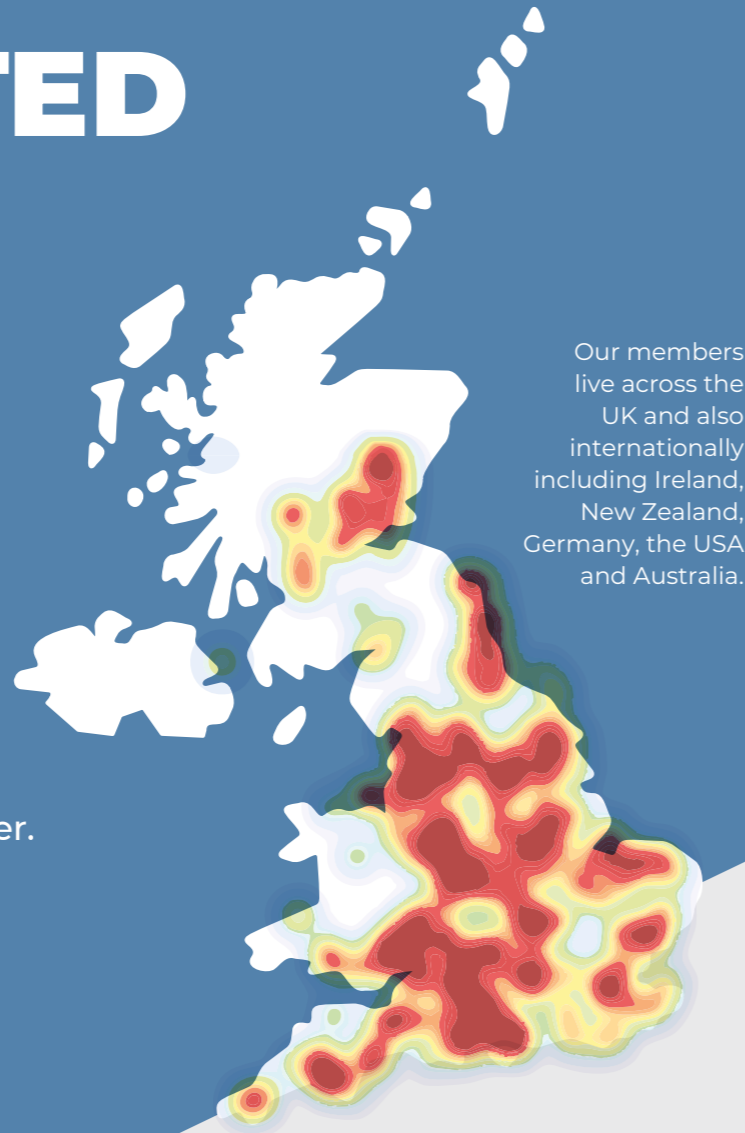 TED
Our members
live across the
UK and also
internationally
including Ireland,
New Zealand,
Germany, the USA
and Australia.
er.